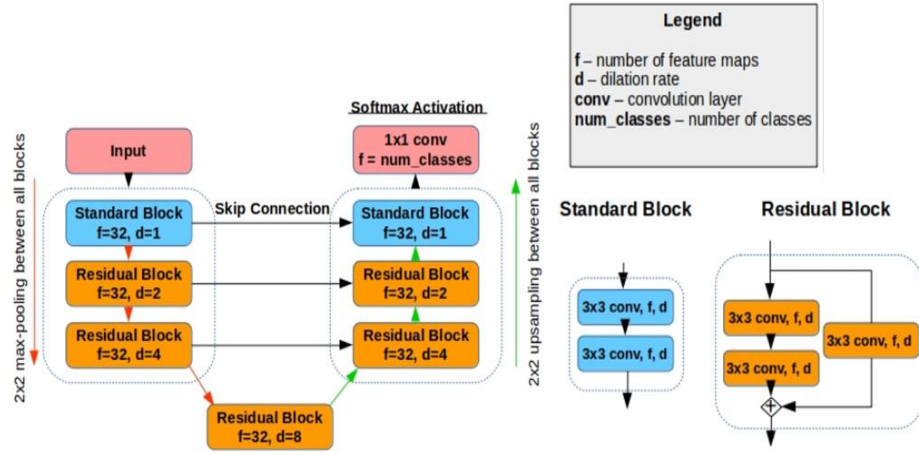 Legend
f – number of feature maps
d – dilation rate
conv – convolution layer
num_classes – number of classes
Softmax Activation
Input
1x1 conv
f = num_classes
2x2 max-pooling between all blocks
Standard Block
f=32, d=1
Skip Connection
Standard Block
f=32, d=1
Residual Block
f=32, d=2
Residual Block
f=32, d=2
Residual Block
f=32, d=4
Residual Block
f=32, d=4
Residual Block
f=32, d=8
2x2 upsampling between all blocks
Standard Block
3x3 conv, f, d
3x3 conv, f, d
Residual Block
3x3 conv, f, d
3x3 conv, f, d
3x3 conv, f, d
+